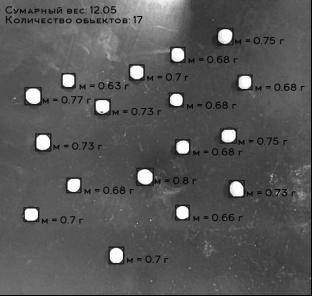 Сумарный вес: 12.05
Количество обьектов: 17
м = 0.75 г
м = 0.68 г
м = 0.7 г
м = 0.63 г
м = 0.68 г
м = 0.77 г
м = 0.73 г
м = 0.68 г
м = 0.75 г
м = 0.73 г
м = 0.68 г
м = 0.8 г
м = 0.68 г
м = 0.73 г
м = 0.7 г
м = 0.66 г
м = 0.7 г